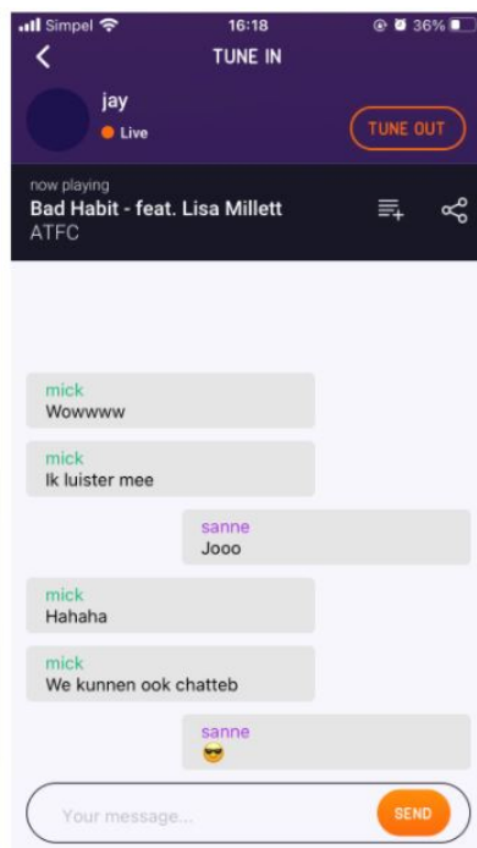 Simpel 16:18 36%
TUNE IN
jay
Live
TUNE OUT
now playing
Bad Habit - feat. Lisa Millett
ATFC
mick
Wowwww
mick
Ik luister mee
sanne
Jooo
mick
Hahaha
mick
We kunnen ook chatteb
sanne
😎
Your message...
SEND